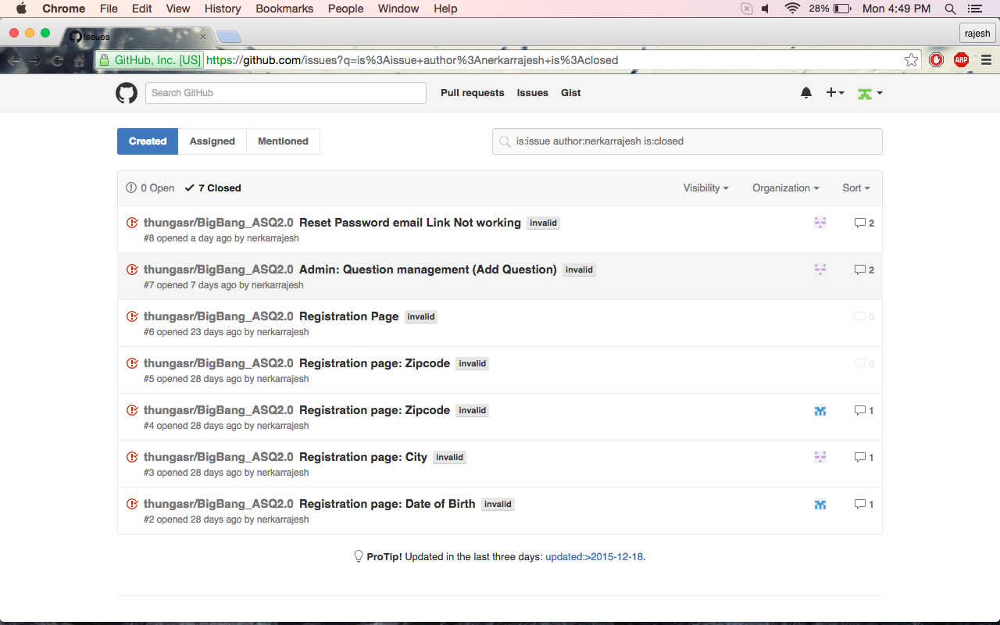 Chrome File Edit View History Bookmarks People Window Help 28% Mon 4:49 PM
Issues rajesh
GitHub, Inc. [US] https://github.com/issues?q=is%3Aissue+author%3Anerkarrajesh+is%3Aclosed ABP
Search GitHub Pull requests Issues Gist
Created Assigned Mentioned is:issue author:nerkarrajesh is:closed
0 Open 7 Closed Visibility Organization Sort
thungasr/BigBang_ASQ2.0 Reset Password email Link Not working invalid 2
#8 opened a day ago by nerkarrajesh
thungasr/BigBang_ASQ2.0 Admin: Question management (Add Question) invalid 2
#7 opened 7 days ago by nerkarrajesh
thungasr/BigBang_ASQ2.0 Registration Page invalid 0
#6 opened 23 days ago by nerkarrajesh
thungasr/BigBang_ASQ2.0 Registration page: Zipcode invalid 0
#5 opened 28 days ago by nerkarrajesh
thungasr/BigBang_ASQ2.0 Registration page: Zipcode invalid 1
#4 opened 28 days ago by nerkarrajesh
thungasr/BigBang_ASQ2.0 Registration page: City invalid 1
#3 opened 28 days ago by nerkarrajesh
thungasr/BigBang_ASQ2.0 Registration page: Date of Birth invalid 1
#2 opened 28 days ago by nerkarrajesh
ProTip! Updated in the last three days: updated:>2015-12-18.